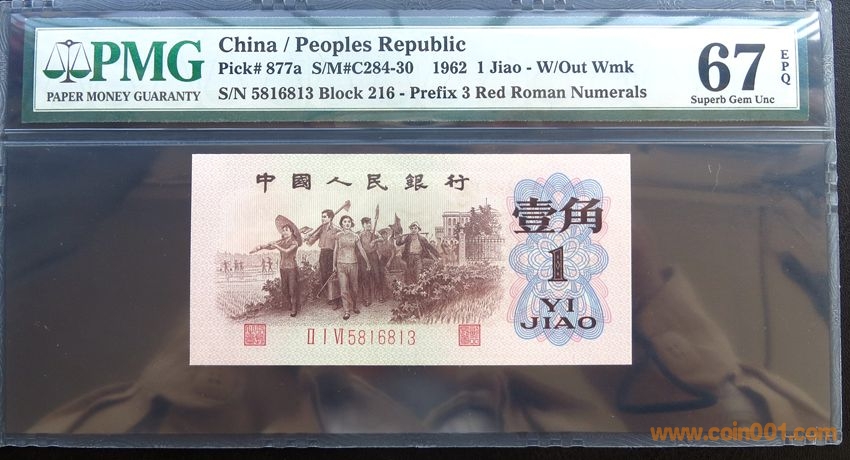 PMG
PAPER MONEY GUARANTY
China / Peoples Republic
Pick# 877a S/M#C284-30 1962 1 Jiao - W/Out Wmk
S/N 5816813 Block 216 - Prefix 3 Red Roman Numerals
67 EPQ
Superb Gem Unc
中國人民銀行
壹角
1
YI
JIAO
Ⅱ Ⅰ Ⅵ 5816813
www.coin001.com